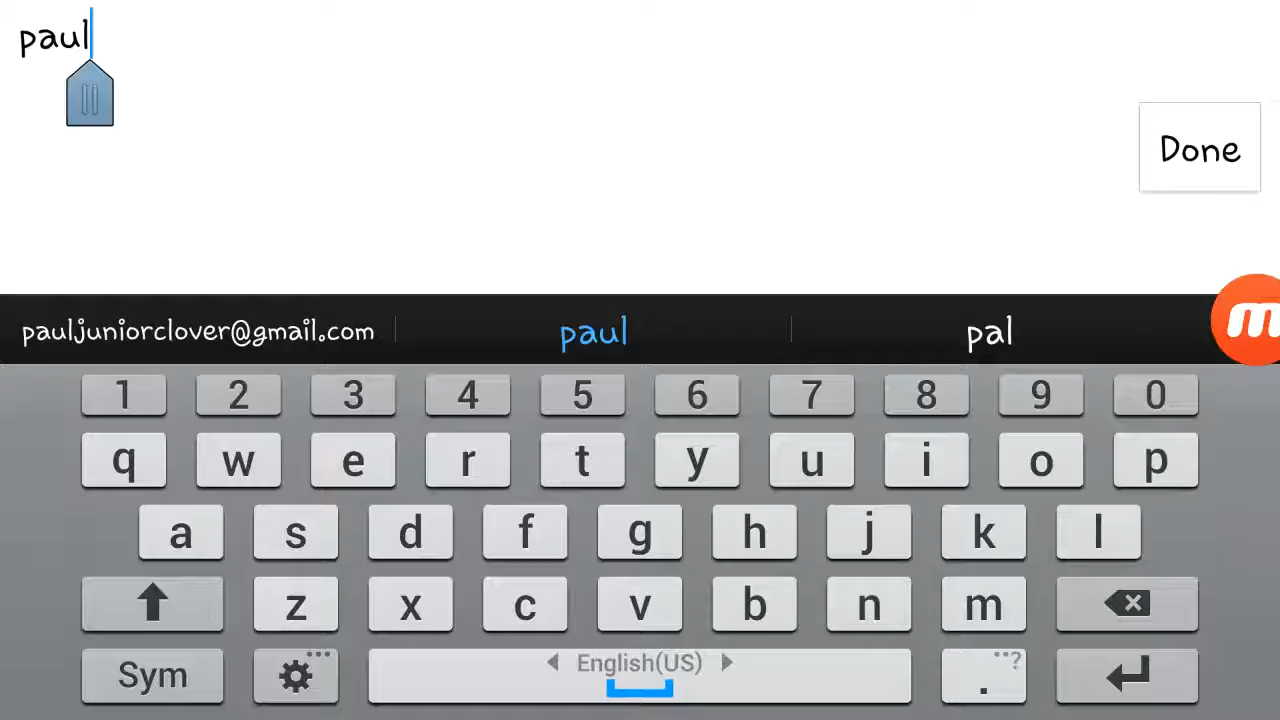 paul
Done
pauljuniorclover@gmail.com paul pal
m
1 2 3 4 5 6 7 8 9 0
q w e r t y u i o p
a s d f g h j k l
z x c v b n m
Sym English(US) . ?